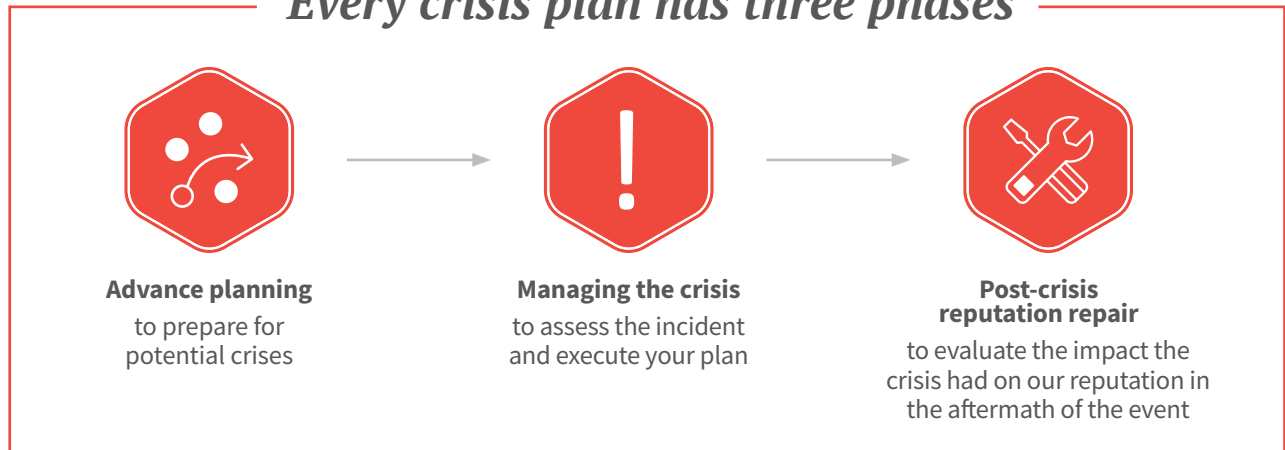 Every crisis plan has three phases
Advance planning
to prepare for
potential crises
Managing the crisis
to assess the incident
and execute your plan
Post-crisis
reputation repair
to evaluate the impact the
crisis had on our reputation in
the aftermath of the event